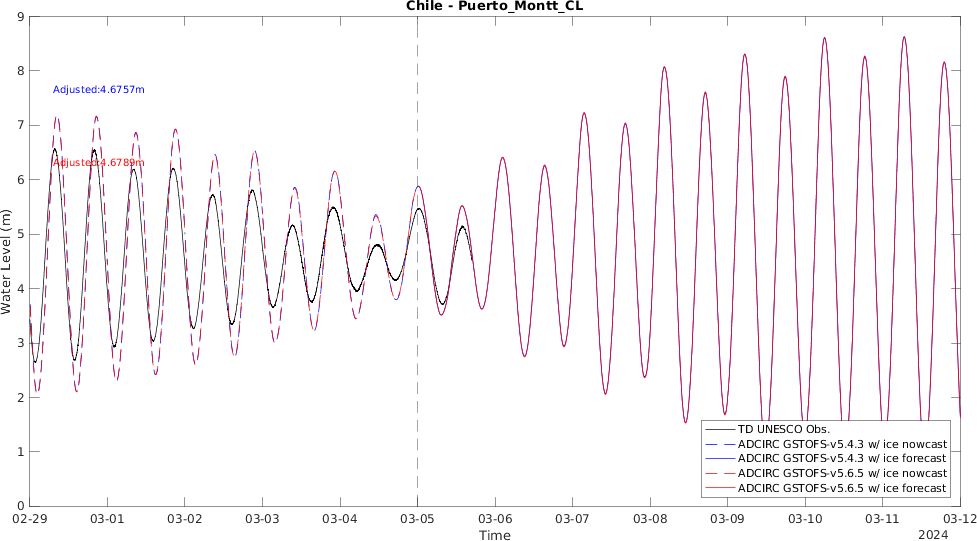 Chile - Puerto_Montt_CL
9
8
7
6
5
4
3
2
1
0
Water Level (m)
Adjusted:4.6757m
Adjusted:4.6789m
TD UNESCO Obs.
ADCIRC GSTOFS-v5.4.3 w/ ice nowcast
ADCIRC GSTOFS-v5.4.3 w/ ice forecast
ADCIRC GSTOFS-v5.6.5 w/ ice nowcast
ADCIRC GSTOFS-v5.6.5 w/ ice forecast
02-29 03-01 03-02 03-03 03-04 03-05 03-06 03-07 03-08 03-09 03-10 03-11 03-12
Time
2024